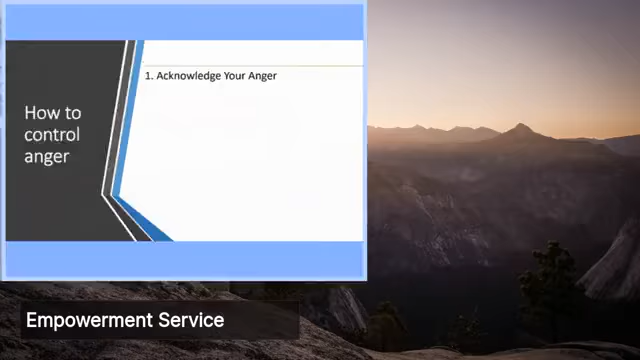 How to
control
anger
1. Acknowledge Your Anger
Empowerment Service